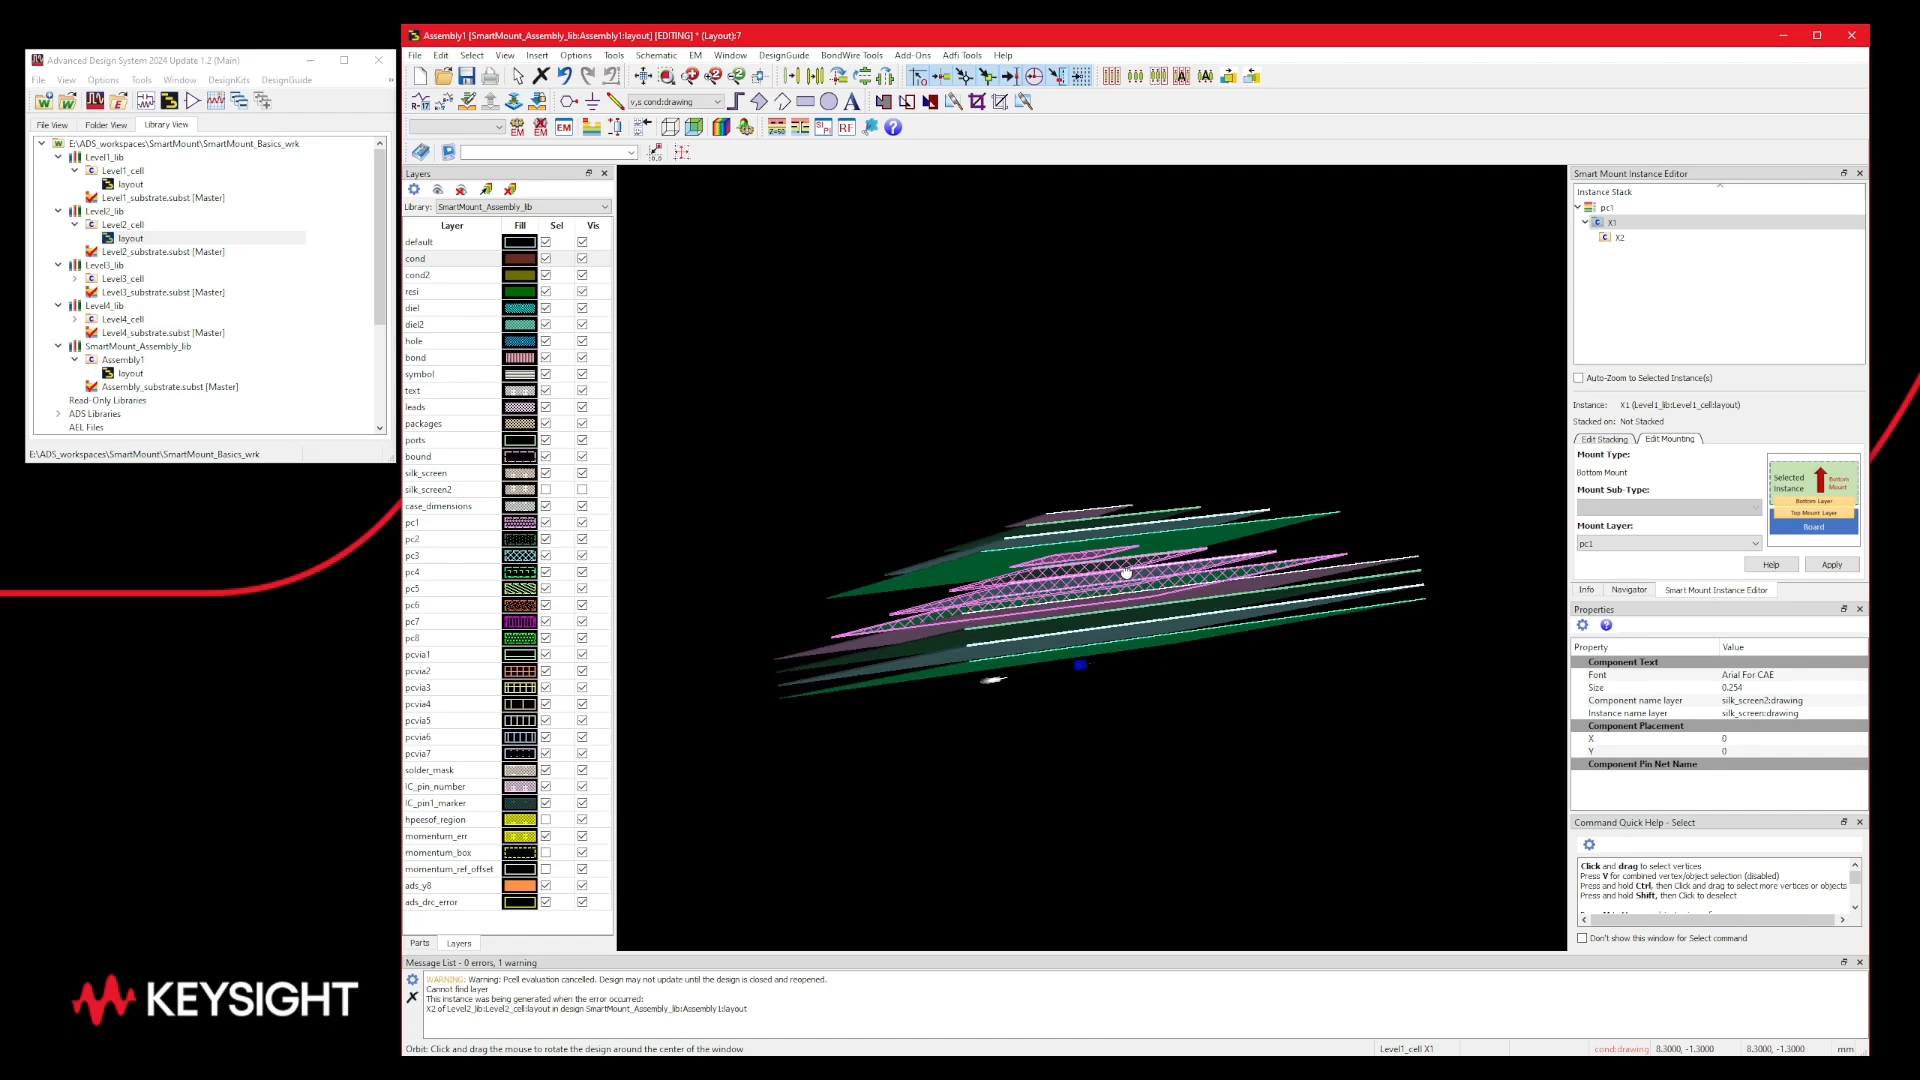 Advanced Design System 2024 Update 1.2 (Main)
File View Options Tools Window DesignKits DesignGuide »
File View Folder View Library View
E:\ADS_workspaces\SmartMount\SmartMount_Basics_wrk
Level1_lib
Level1_cell
layout
Level1_substrate.subst [Master]
Level2_lib
Level2_cell
layout
Level2_substrate.subst [Master]
Level3_lib
Level3_cell
Level3_substrate.subst [Master]
Level4_lib
Level4_cell
Level4_substrate.subst [Master]
SmartMount_Assembly_lib
Assembly1
layout
Assembly_substrate.subst [Master]
Read-Only Libraries
ADS Libraries
AEL Files
E:\ADS_workspaces\SmartMount\SmartMount_Basics_wrk
KEYSIGHT
Assembly1 [SmartMount_Assembly_lib:Assembly1:layout] [EDITING] * (Layout):7
File Edit Select View Insert Options Tools Schematic EM Window DesignGuide BondWire Tools Add-Ons Adfi Tools Help
v,s cond:drawing
Layers
Library: SmartMount_Assembly_lib
Layer Fill Sel Vis
default
cond
cond2
resi
diel
diel2
hole
bond
symbol
text
leads
packages
ports
bound
silk_screen
silk_screen2
case_dimensions
pc1
pc2
pc3
pc4
pc5
pc6
pc7
pc8
pcvia1
pcvia2
pcvia3
pcvia4
pcvia5
pcvia6
pcvia7
solder_mask
IC_pin_number
IC_pin1_marker
hpeesof_region
momentum_err
momentum_box
momentum_ref_offset
ads_y8
ads_drc_error
Parts Layers
Smart Mount Instance Editor
Instance Stack
pc1
X1
X2
Auto-Zoom to Selected Instance(s)
Instance: X1 (Level1_lib:Level1_cell:layout)
Stacked on: Not Stacked
Edit Stacking Edit Mounting
Mount Type:
Bottom Mount
Mount Sub-Type:
Mount Layer:
pc1
Selected Instance
Bottom Mount
Bottom Layer
Top Mount Layer
Board
Help Apply
Info Navigator Smart Mount Instance Editor
Properties
Property Value
Component Text
Font Arial For CAE
Size 0.254
Component name layer silk_screen2:drawing
Instance name layer silk_screen:drawing
Component Placement
X 0
Y 0
Component Pin Net Name
Command Quick Help - Select
Click and drag to select vertices
Press V for combined vertex/object selection (disabled)
Press and hold Ctrl, then Click and drag to select more vertices or objects
Press and hold Shift, then Click to deselect
Don't show this window for Select command
Message List - 0 errors, 1 warning
WARNING: Warning: Pcell evaluation cancelled. Design may not update until the design is closed and reopened.
Cannot find layer
This instance was being generated when the error occurred:
X2 of Level2_lib:Level2_cell:layout in design SmartMount_Assembly_lib:Assembly1:layout
Orbit: Click and drag the mouse to rotate the design around the center of the window
Level1_cell X1 cond:drawing 8.3000, -1.3000 8.3000, -1.3000 mm